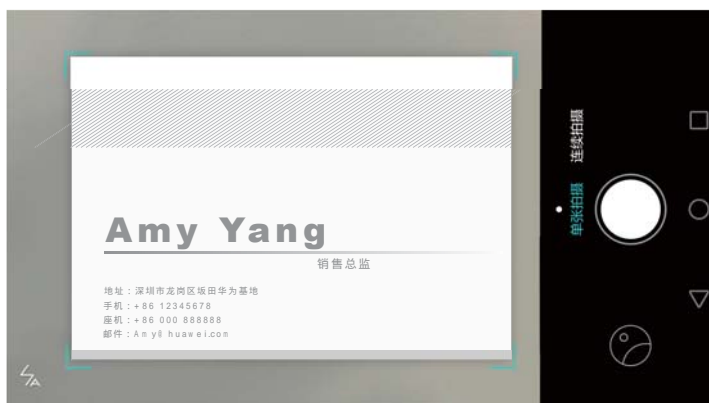 Amy Yang
销售总监
地址：深圳市龙岗区坂田华为基地
手机：+86 12345678
座机：+86 000 888888
邮件：Amy@huawei.com
单张拍摄 连续拍摄